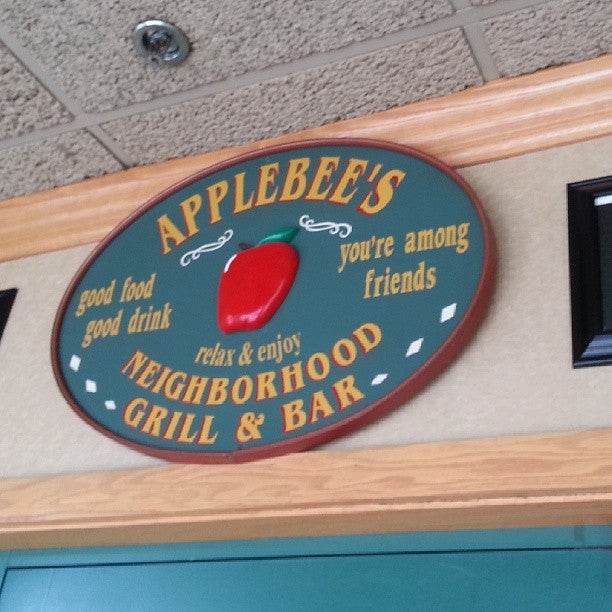 APPLEBEE'S
good food
good drink
you're among
friends
relax & enjoy
NEIGHBORHOOD
GRILL & BAR